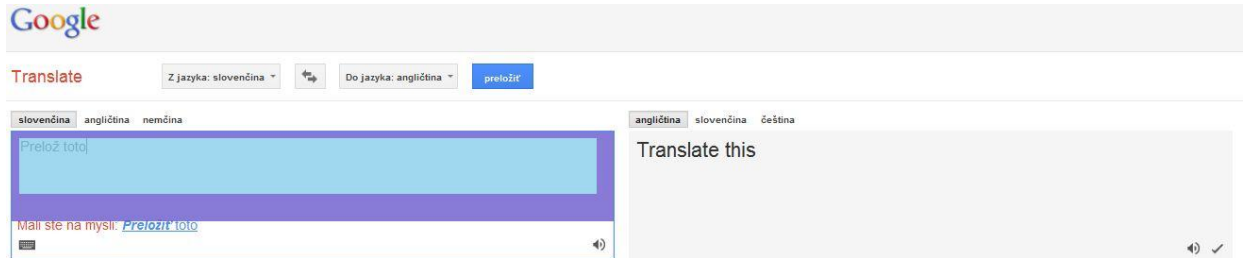 Google
Translate Z jazyka: slovenčina Do jazyka: angličtina preložiť
slovenčina angličtina nemčina angličtina slovenčina čeština
Prelož toto Translate this
Mali ste na mysli: Preložiť toto